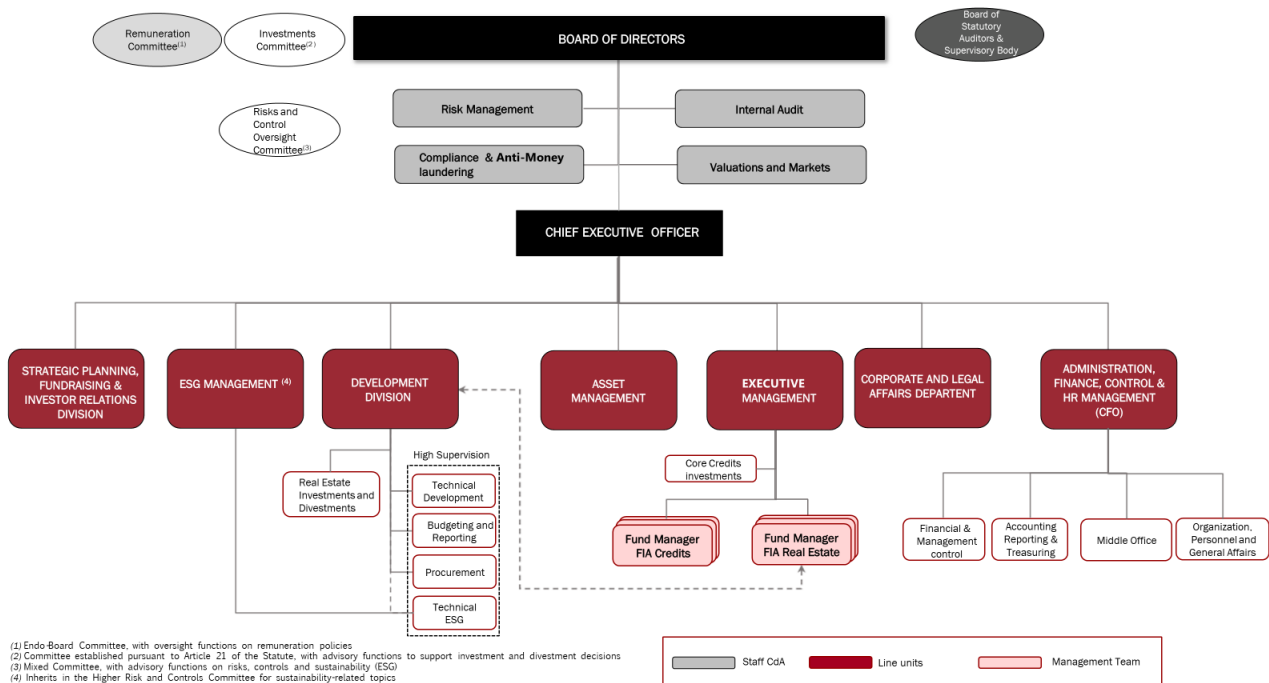 Remuneration
Committee(1)
Investments
Committee(2)
BOARD OF DIRECTORS
Board of
Statutory
Auditors &
Supervisory Body
Risks and
Control
Oversight
Committee(3)
Risk Management
Internal Audit
Compliance & Anti-Money
laundering
Valuations and Markets
CHIEF EXECUTIVE OFFICER
STRATEGIC PLANNING,
FUNDRAISING &
INVESTOR RELATIONS
DIVISION
ESG MANAGEMENT (4)
DEVELOPMENT
DIVISION
ASSET
MANAGEMENT
EXECUTIVE
MANAGEMENT
CORPORATE AND LEGAL
AFFAIRS DEPARTENT
ADMINISTRATION,
FINANCE, CONTROL &
HR MANAGEMENT
(CFO)
Real Estate
Investments and
Divestments
High Supervision
Technical
Development
Budgeting and
Reporting
Procurement
Technical
ESG
Core Credits
investments
Fund Manager
FIA Credits
Fund Manager
FIA Real Estate
Financial &
Management
control
Accounting
Reporting &
Treasuring
Middle Office
Organization,
Personnel and
General Affairs
(1) Endo-Board Committee, with oversight functions on remuneration policies
(2) Committee established pursuant to Article 21 of the Statute, with advisory functions to support investment and divestment decisions
(3) Mixed Committee, with advisory functions on risks, controls and sustainability (ESG)
(4) Inherits in the Higher Risk and Controls Committee for sustainability-related topics
Staff CdA
Line units
Management Team